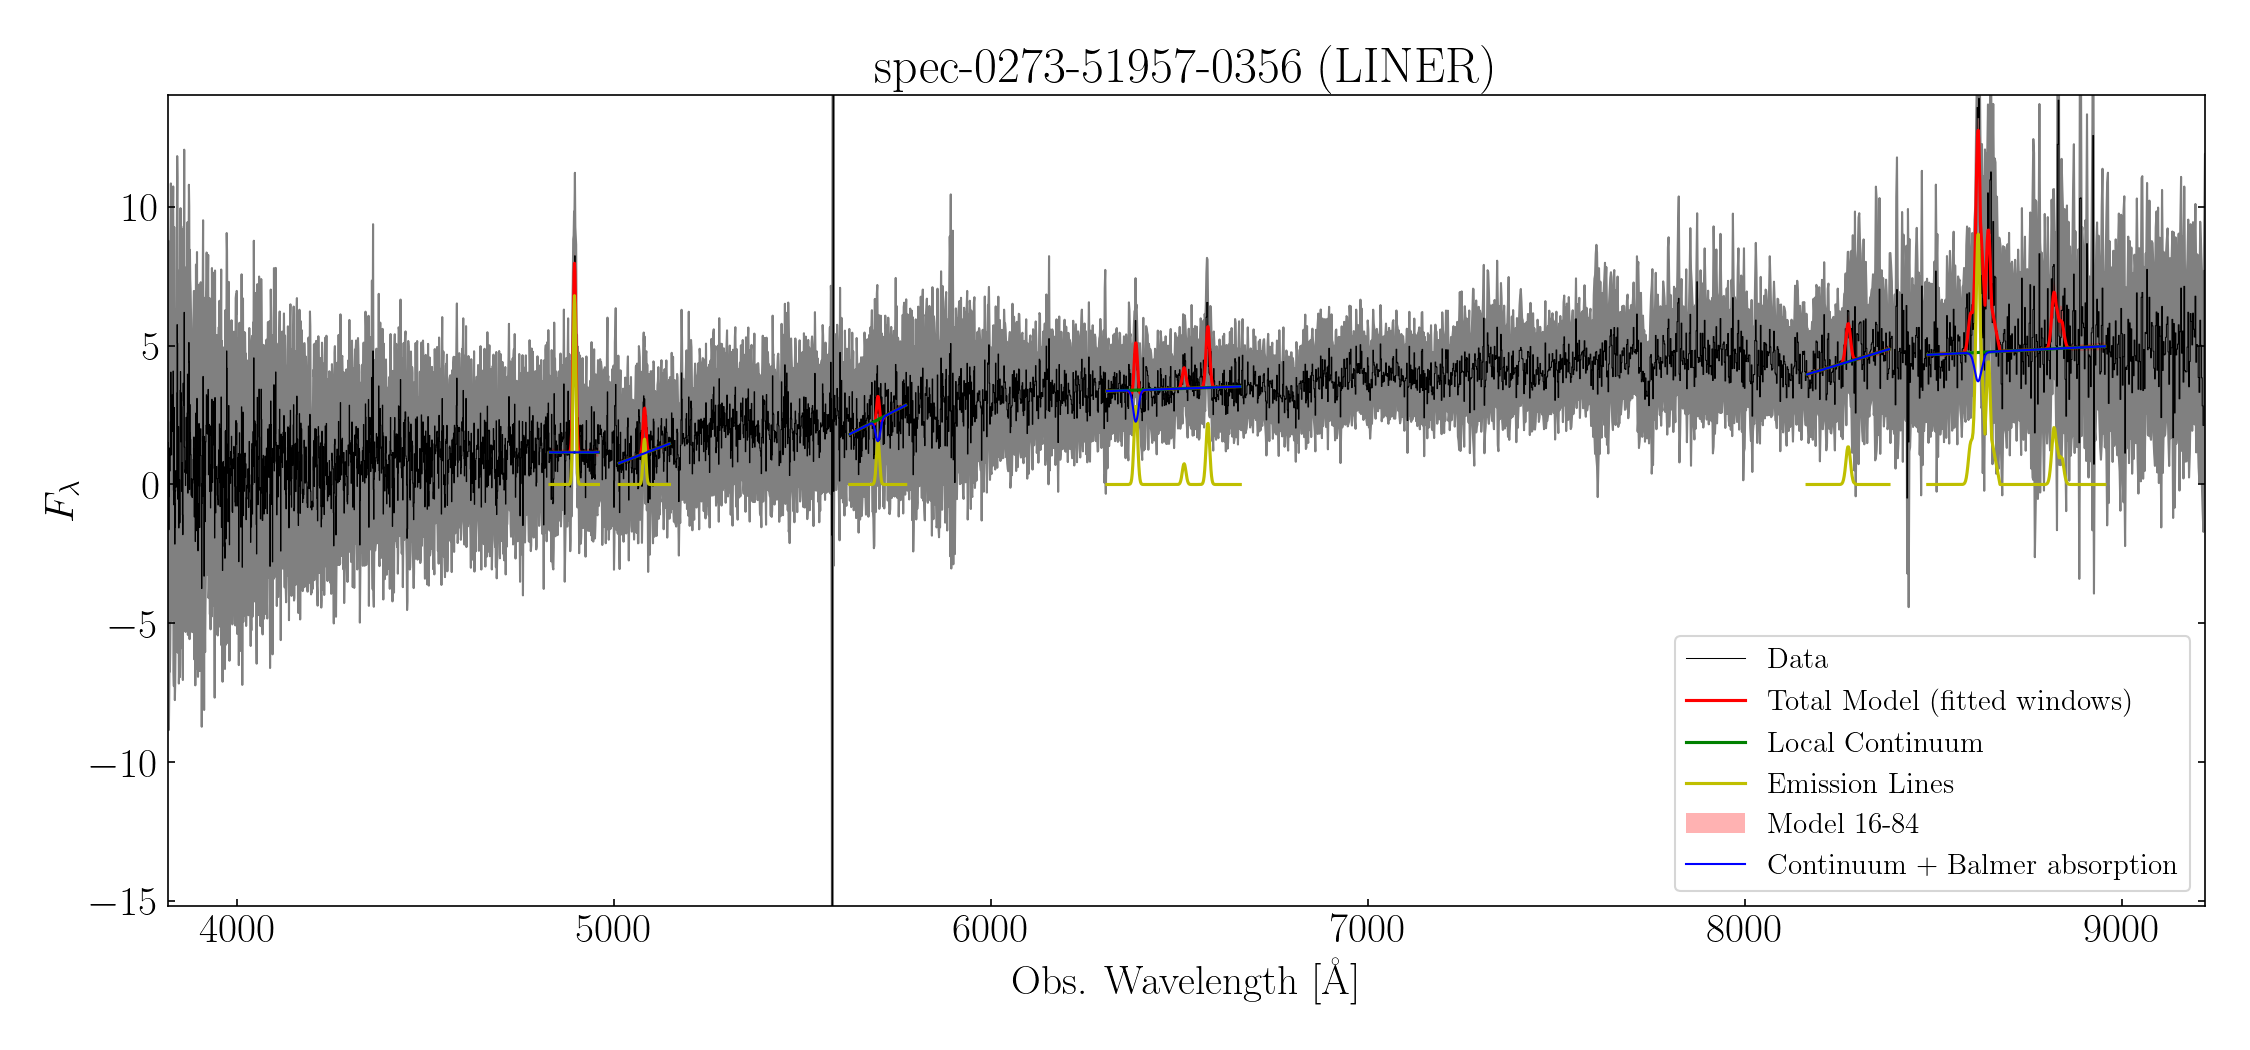 spec-0273-51957-0356 (LINER)
10
5
0
−5
−10
−15
F_λ
4000 5000 6000 7000 8000 9000
Obs. Wavelength [Å]
Data
Total Model (fitted windows)
Local Continuum
Emission Lines
Model 16-84
Continuum + Balmer absorption